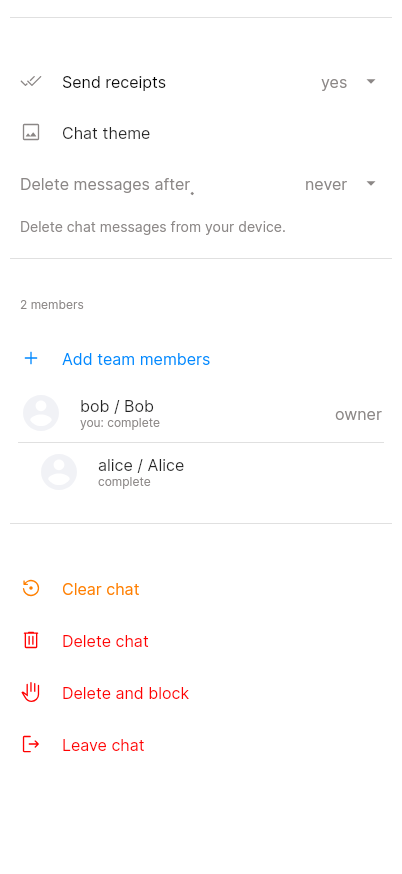 Send receipts yes
Chat theme
Delete messages after. never
Delete chat messages from your device.
2 members
Add team members
bob / Bob owner
you: complete
alice / Alice
complete
Clear chat
Delete chat
Delete and block
Leave chat